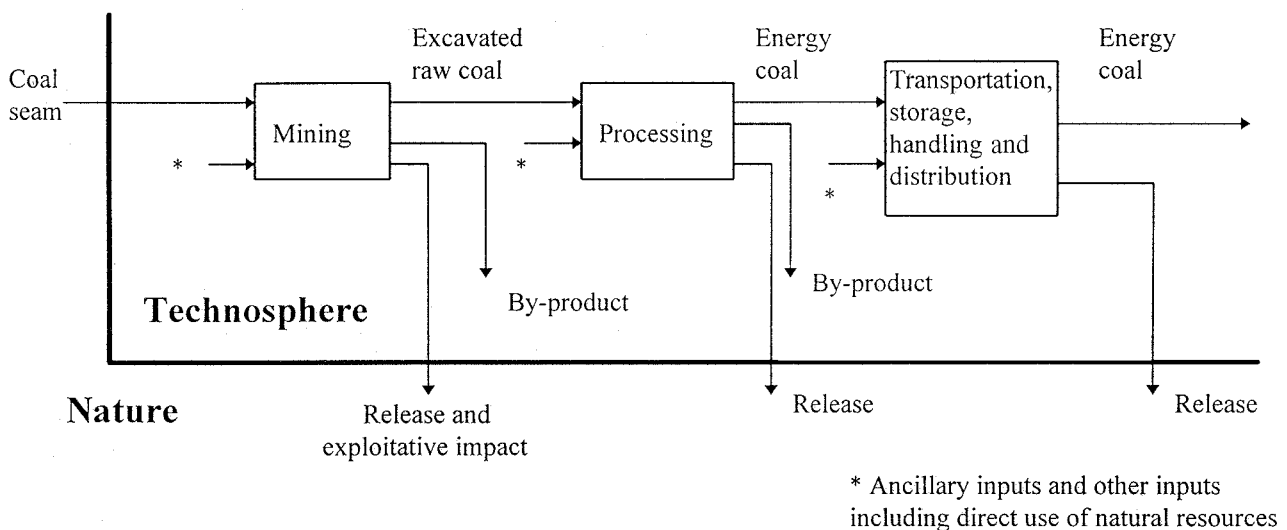 Coal
seam
Excavated
raw coal
Energy
coal
Energy
coal
Mining
Processing
Transportation,
storage,
handling and
distribution
*
*
*
By-product
By-product
Technosphere
Nature
Release and
exploitative impact
Release
Release
* Ancillary inputs and other inputs
including direct use of natural resources